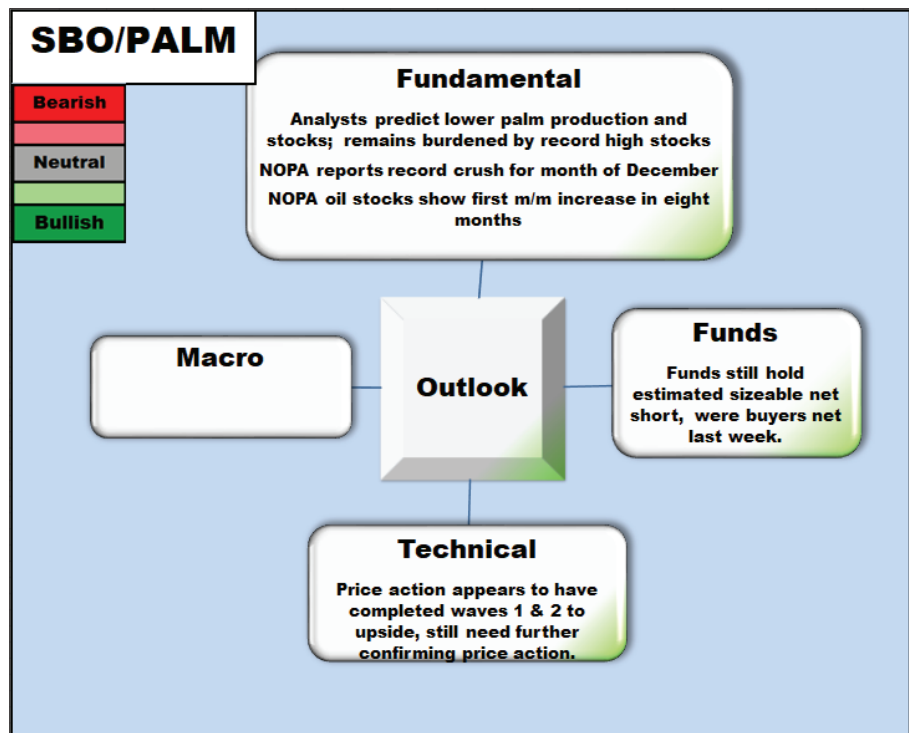 SBO/PALM
Bearish
Neutral
Bullish
Fundamental
Analysts predict lower palm production and
stocks; remains burdened by record high stocks
NOPA reports record crush for month of December
NOPA oil stocks show first m/m increase in eight
months
Macro
Outlook
Funds
Funds still hold
estimated sizeable net
short, were buyers net
last week.
Technical
Price action appears to have
completed waves 1 & 2 to
upside, still need further
confirming price action.